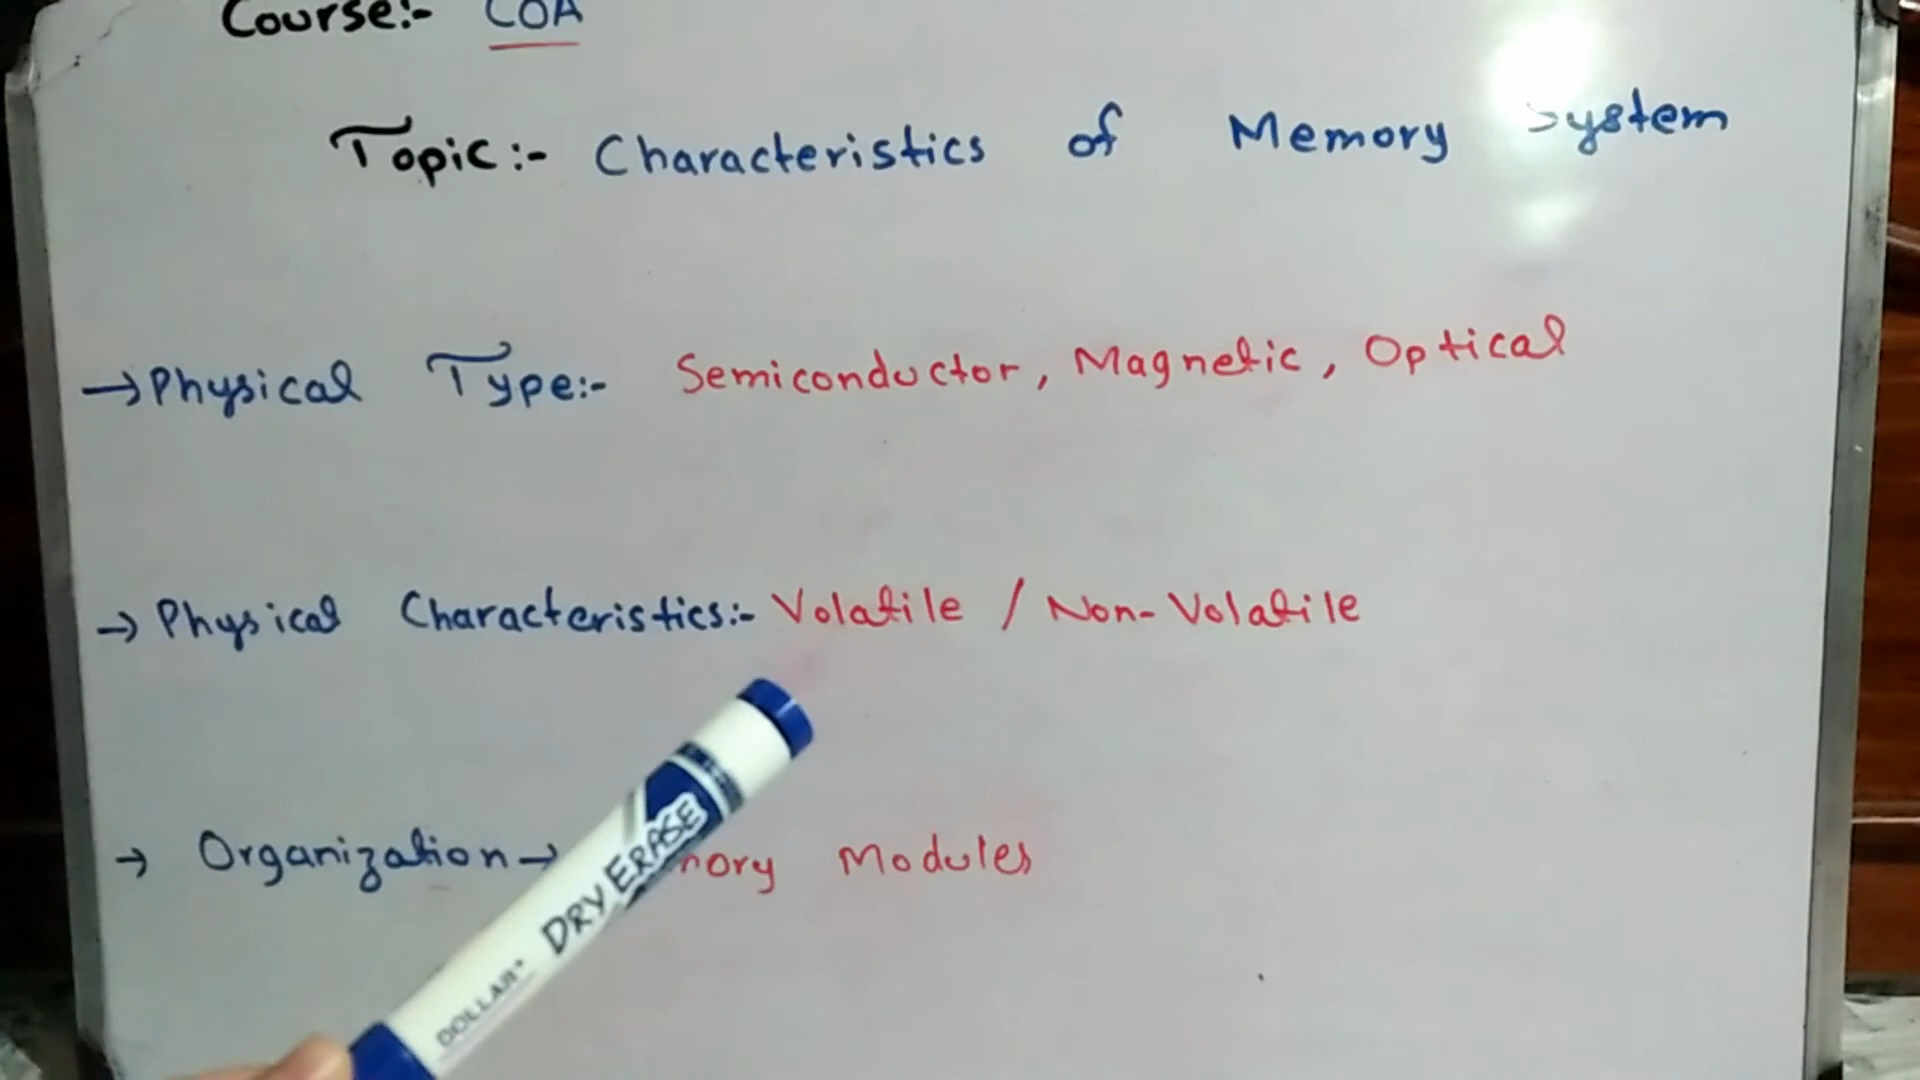 Course:- COA
Topic:- Characteristics of Memory System
→Physical Type:- Semiconductor, Magnetic, Optical
→ Physical Characteristics:- Volatile / Non-Volatile
→ Organization→ mory Modules
DOLLAR DRY ERASE